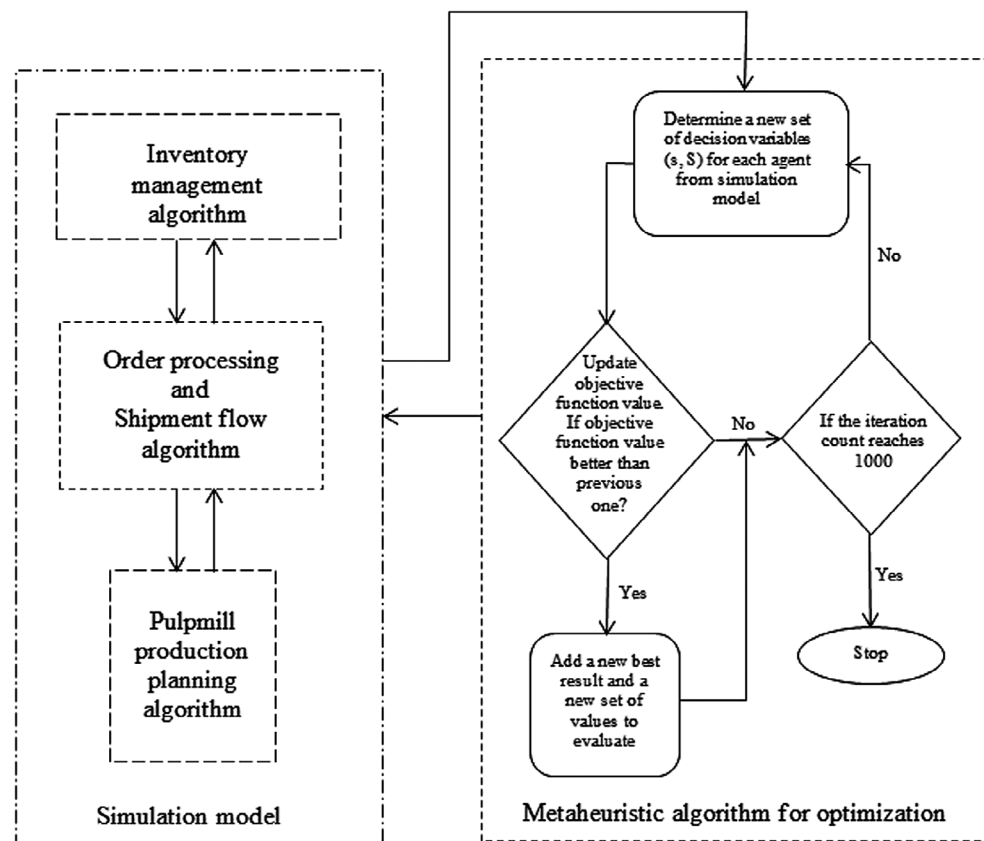 Inventory
management
algorithm
Order processing
and
Shipment flow
algorithm
Pulpmill
production
planning
algorithm
Simulation model
Determine a new set
of decision variables
(s, S) for each agent
from simulation
model
No
Update
objective
function value.
If objective
function value
better than
previous
one?
No
If the iteration
count reaches
1000
Yes
Yes
Add a new best
result and a
new set of
values to
evaluate
Stop
Metaheuristic algorithm for optimization